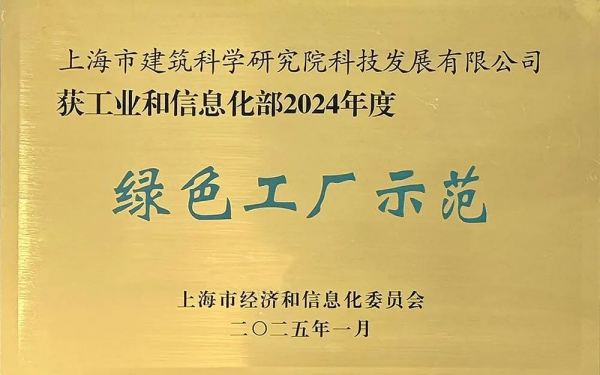 上海市建筑科学研究院科技发展有限公司
获工业和信息化部2024年度
绿色工厂示范
上海市经济和信息化委员会
二〇二五年一月